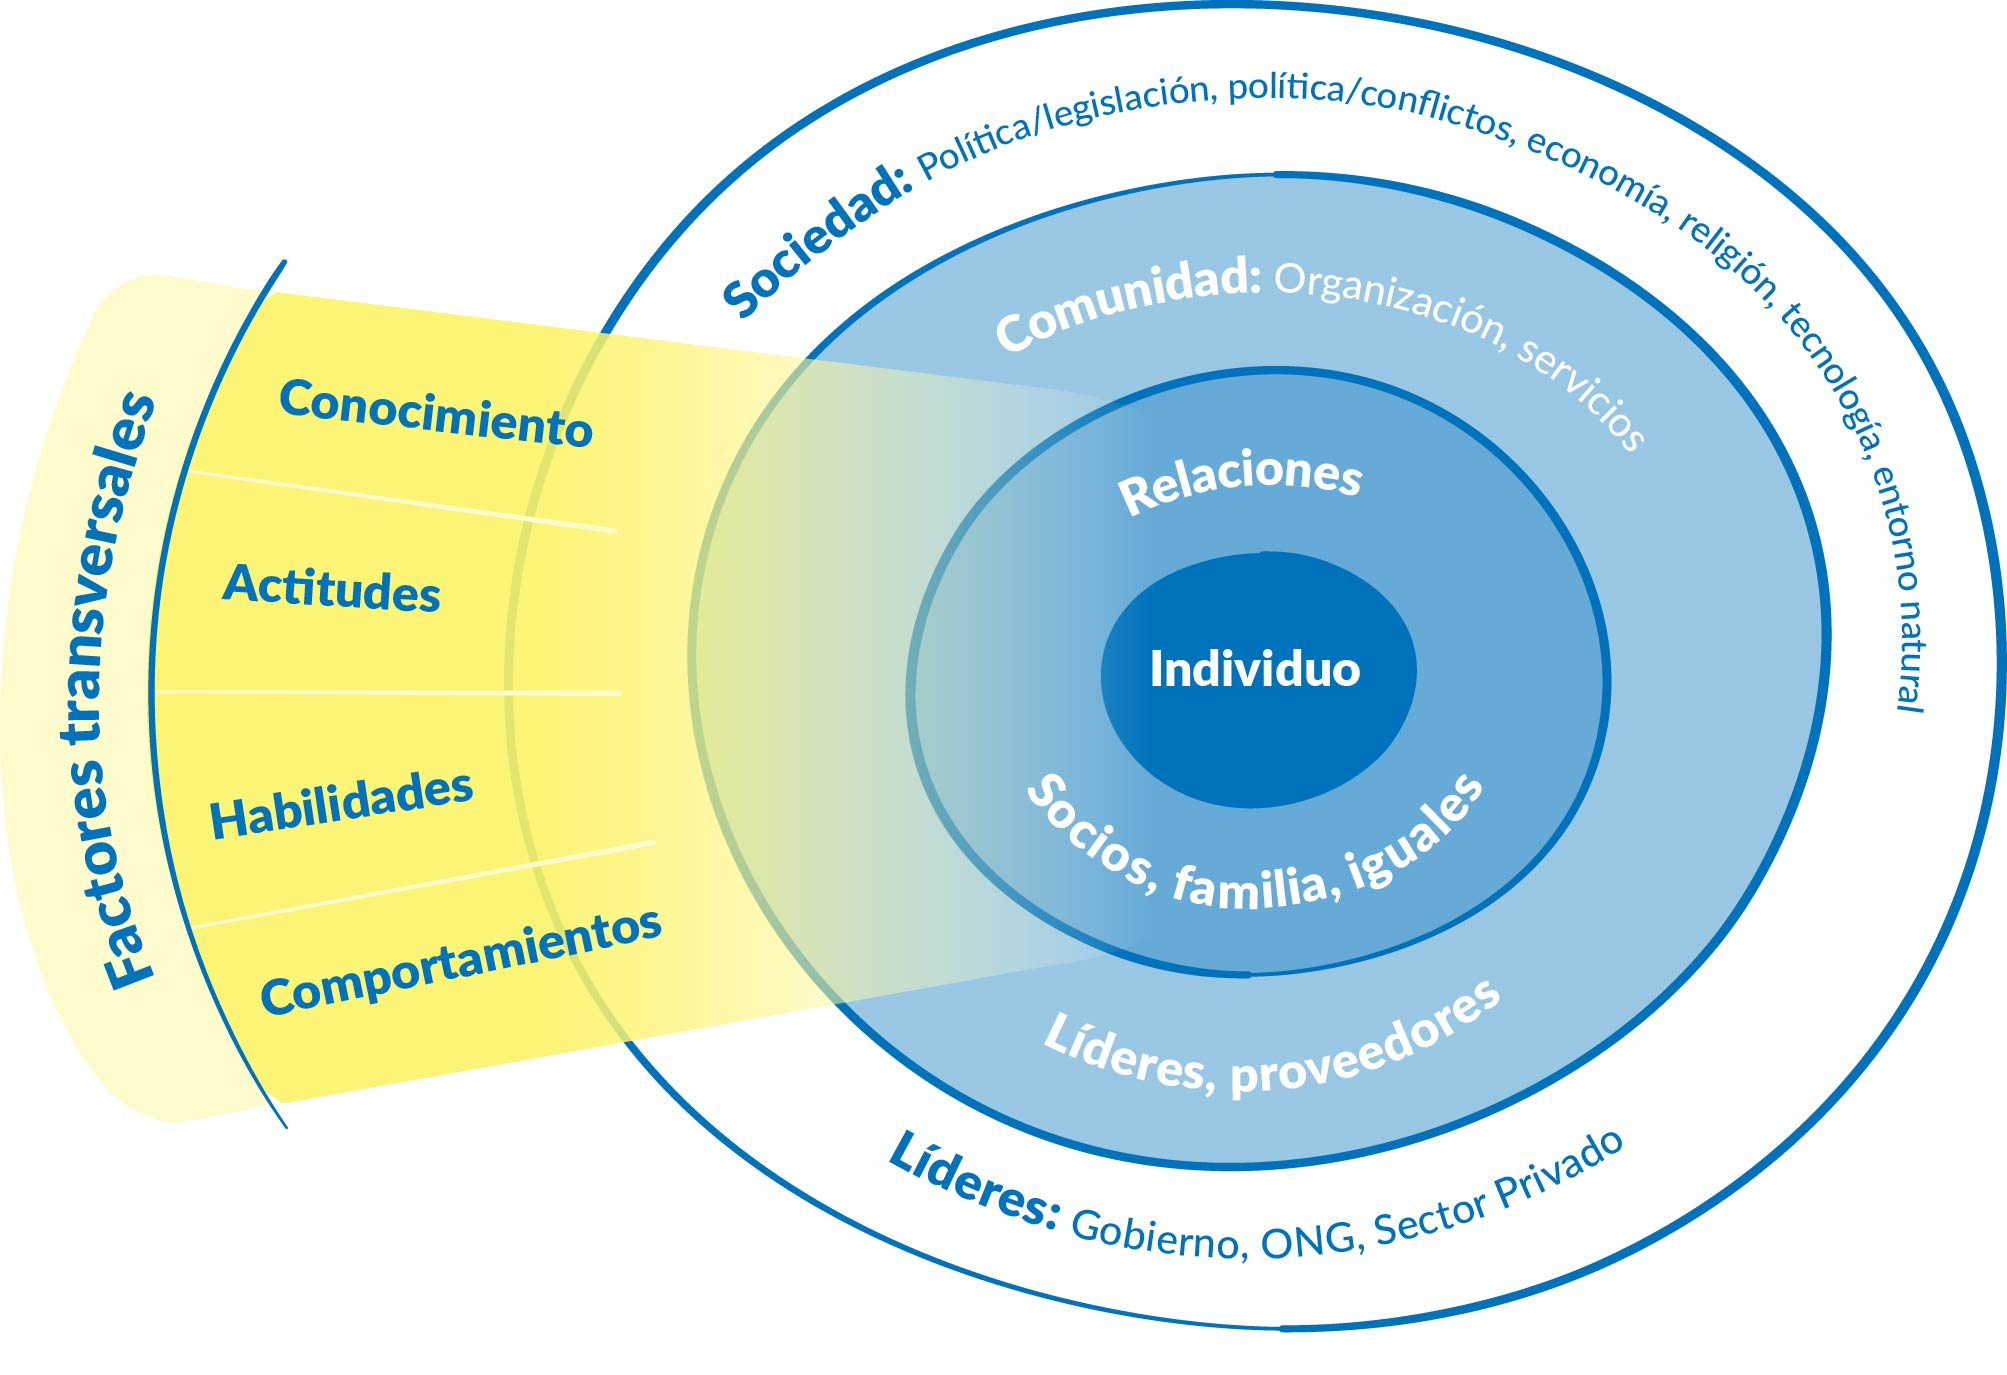 Sociedad: Política/legislación, política/conflictos, economía, religión, tecnología, entorno natural
Comunidad: Organización, servicios
Relaciones
Individuo
Socios, familia, iguales
Líderes, proveedores
Líderes: Gobierno, ONG, Sector Privado
Factores transversales
Conocimiento
Actitudes
Habilidades
Comportamientos